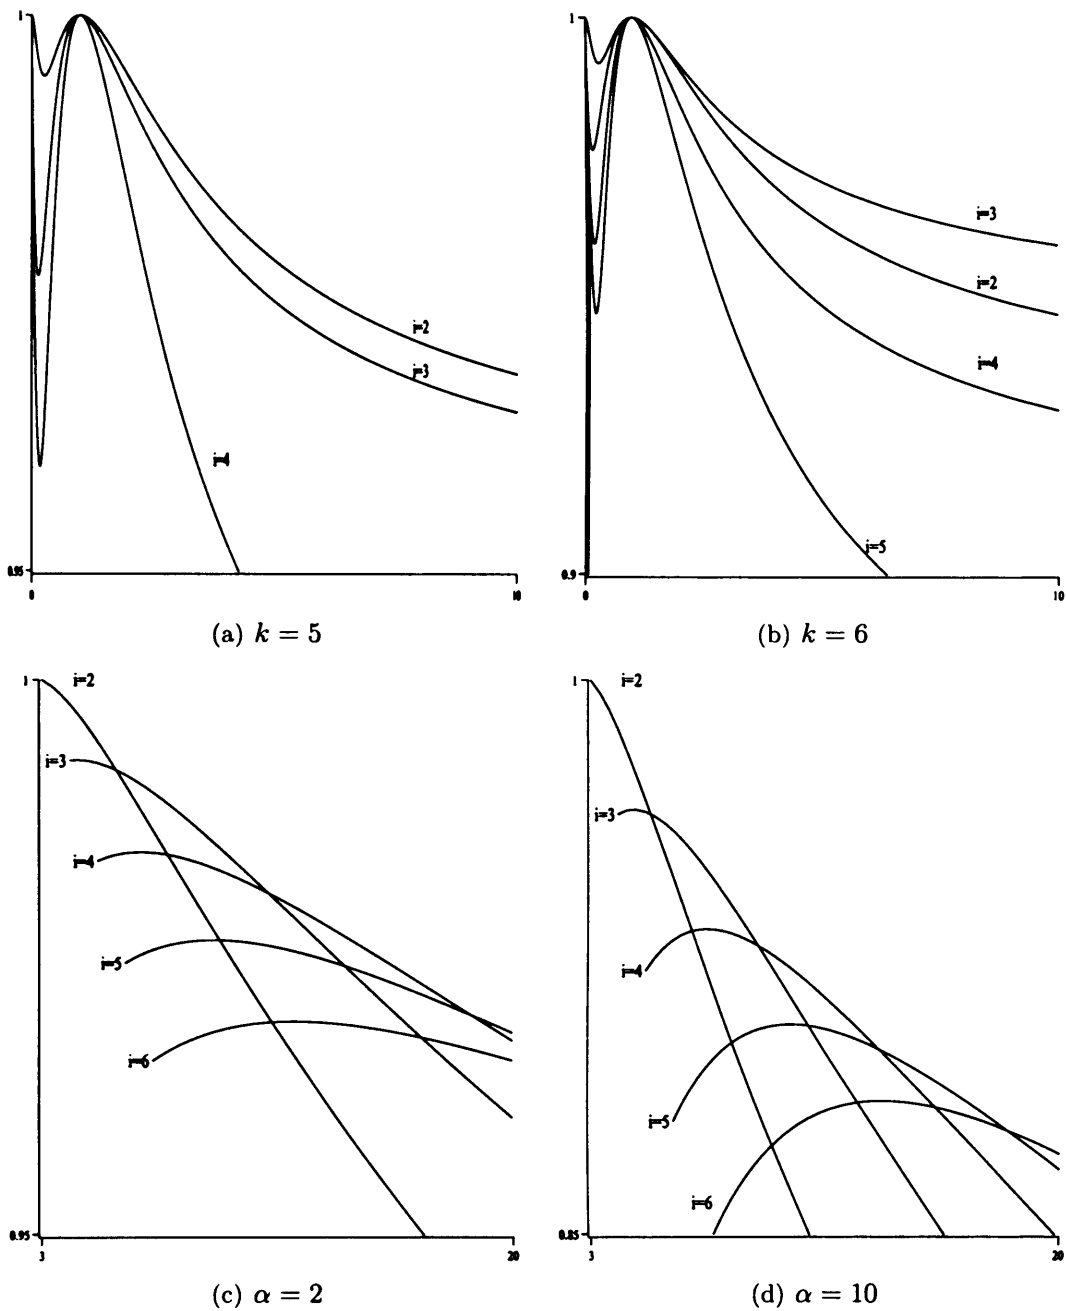 1
i=2
i=3
i=4
0.95
0
10
(a) k = 5
1
i=3
i=2
i=4
i=5
0.9
0
10
(b) k = 6
1
i=2
i=3
i=4
i=5
i=6
0.95
3
20
(c) α = 2
1
i=2
i=3
i=4
i=5
i=6
0.85
3
20
(d) α = 10